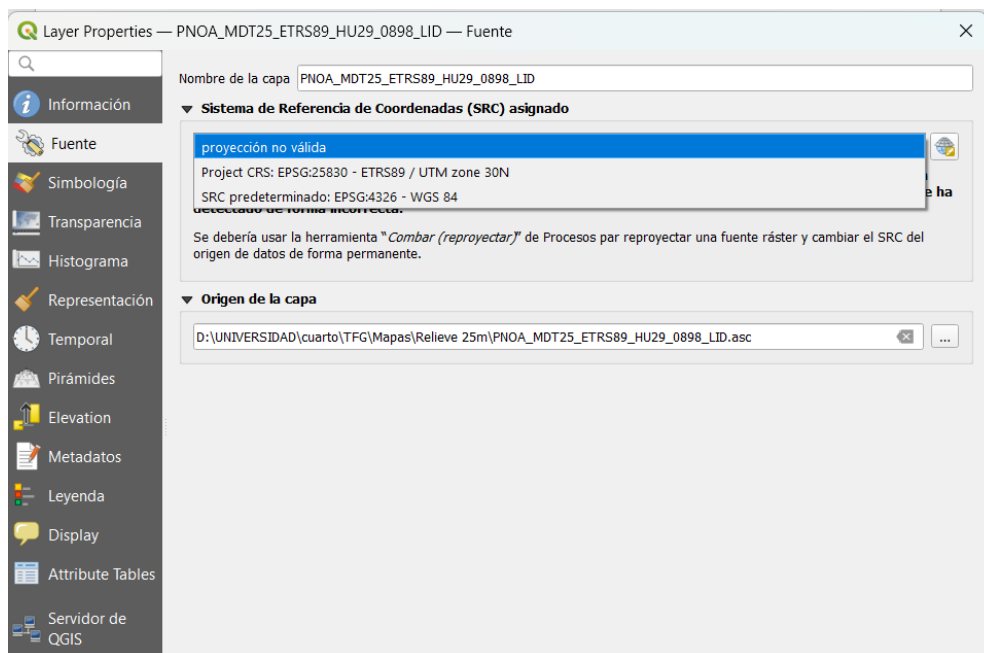 Layer Properties — PNOA_MDT25_ETRS89_HU29_0898_LID — Fuente
Información
Fuente
Simbología
Transparencia
Histograma
Representación
Temporal
Pirámides
Elevation
Metadatos
Leyenda
Display
Attribute Tables
Servidor de
QGIS
Nombre de la capa PNOA_MDT25_ETRS89_HU29_0898_LID
Sistema de Referencia de Coordenadas (SRC) asignado
proyección no válida
Project CRS: EPSG:25830 - ETRS89 / UTM zone 30N
SRC predeterminado: EPSG:4326 - WGS 84
e ha
detectado de forma incorrecta.
Se debería usar la herramienta "Combar (reproyectar)" de Procesos par reproyectar una fuente ráster y cambiar el SRC del
origen de datos de forma permanente.
Origen de la capa
D:\UNIVERSIDAD\cuarto\TFG\Mapas\Relieve 25m\PNOA_MDT25_ETRS89_HU29_0898_LID.asc
...